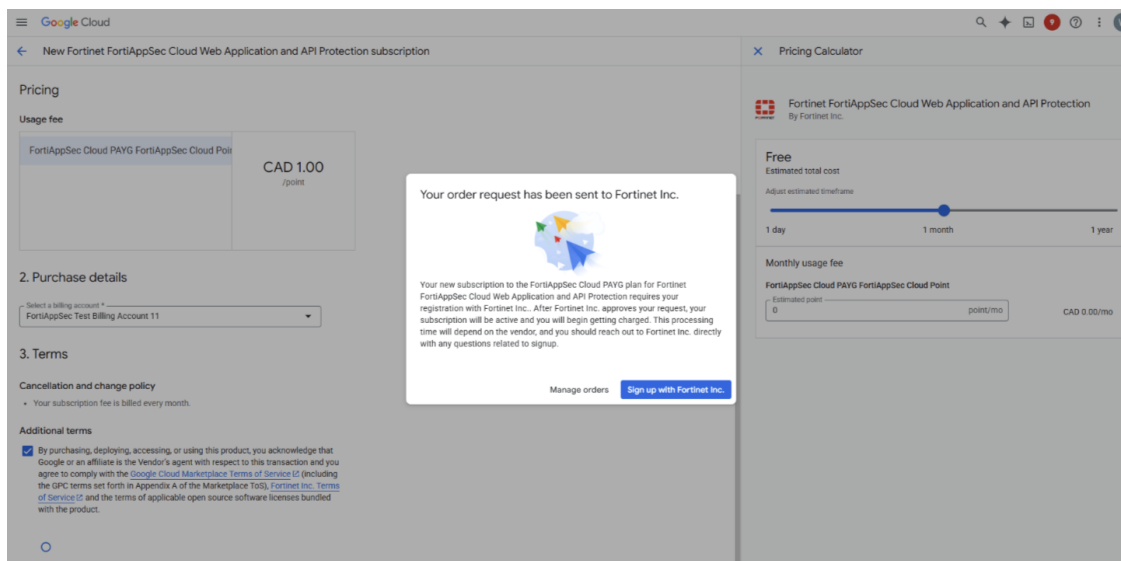 Google Cloud
New Fortinet FortiAppSec Cloud Web Application and API Protection subscription
Pricing
Usage fee
FortiAppSec Cloud PAYG FortiAppSec Cloud Poi
CAD 1.00
/point
2. Purchase details
Select a billing account *
FortiAppSec Test Billing Account 11
3. Terms
Cancellation and change policy
• Your subscription fee is billed every month.
Additional terms
By purchasing, deploying, accessing, or using this product, you acknowledge that
Google or an affiliate is the Vendor's agent with respect to this transaction and you
agree to comply with the Google Cloud Marketplace Terms of Service (including
the GPC terms set forth in Appendix A of the Marketplace ToS), Fortinet Inc. Terms
of Service and the terms of applicable open source software licenses bundled
with the product.
Your order request has been sent to Fortinet Inc.
Your new subscription to the FortiAppSec Cloud PAYG plan for Fortinet
FortiAppSec Cloud Web Application and API Protection requires your
registration with Fortinet Inc.. After Fortinet Inc. approves your request, your
subscription will be active and you will begin getting charged. This processing
time will depend on the vendor, and you should reach out to Fortinet Inc. directly
with any questions related to signup.
Manage orders
Sign up with Fortinet Inc.
Pricing Calculator
Fortinet FortiAppSec Cloud Web Application and API Protection
By Fortinet Inc.
Free
Estimated total cost
Adjust estimated timeframe
1 day 1 month 1 year
Monthly usage fee
FortiAppSec Cloud PAYG FortiAppSec Cloud Point
Estimated point
0 point/mo CAD 0.00/mo